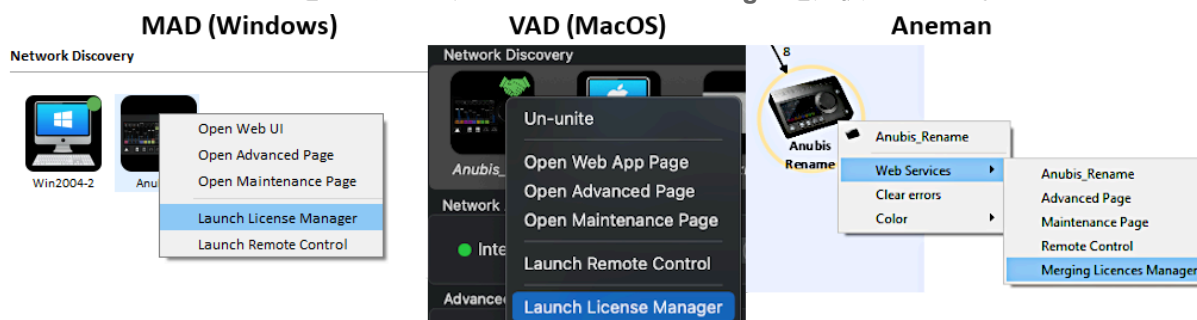 MAD (Windows)
Network Discovery
Win2004-2
Open Web UI
Open Advanced Page
Open Maintenance Page
Launch License Manager
Launch Remote Control
VAD (MacOS)
Network Discovery
Anubis_
Network
Advance
Un-unite
Open Web App Page
Open Advanced Page
Open Maintenance Page
Launch Remote Control
Launch License Manager
Aneman
8
Anubis
Rename
Anubis_Rename
Web Services
Clear errors
Color
Anubis_Rename
Advanced Page
Maintenance Page
Remote Control
Merging Licences Manager